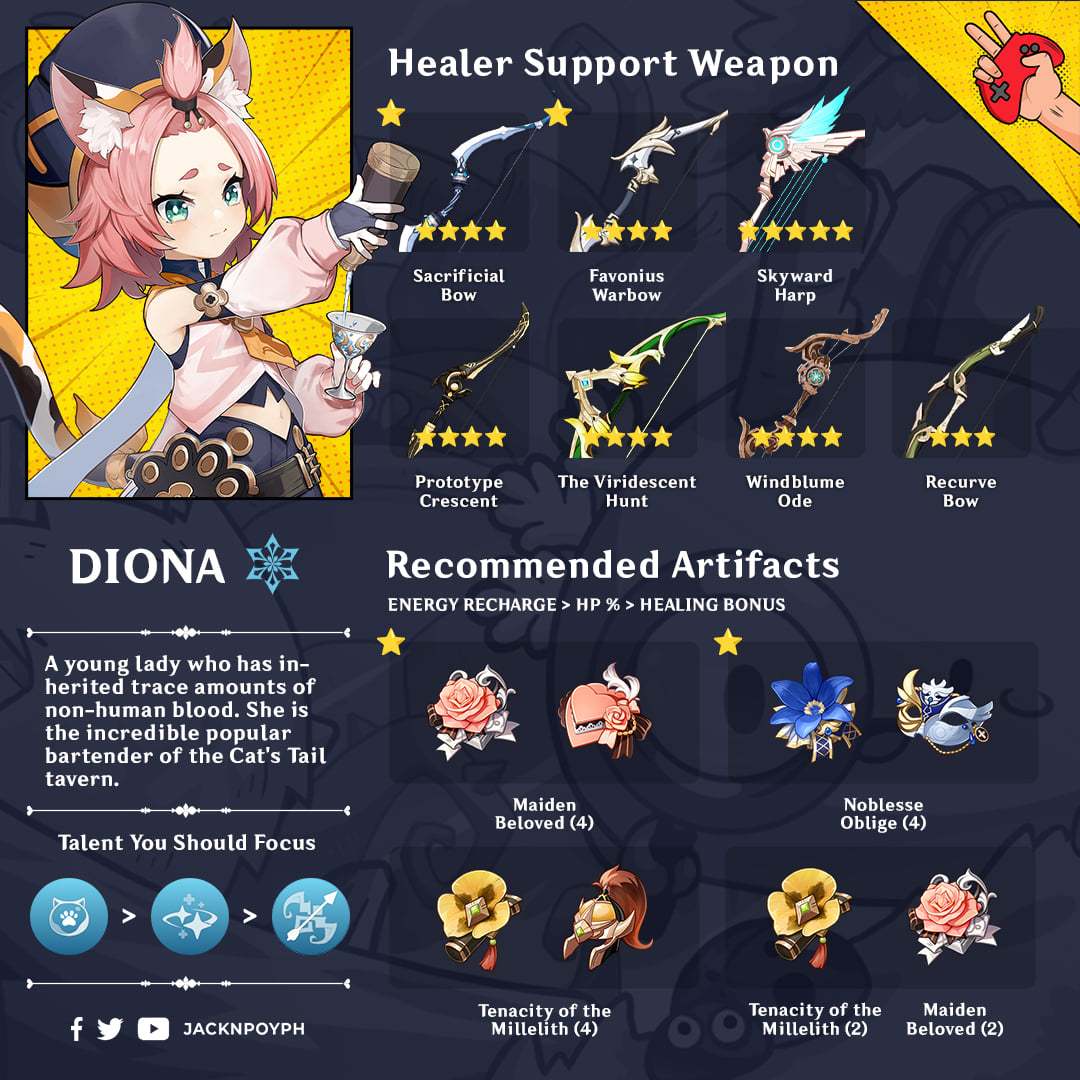 Healer Support Weapon
Sacrificial
Bow
Favonius
Warbow
Skyward
Harp
Prototype
Crescent
The Viridescent
Hunt
Windblume
Ode
Recurve
Bow
DIONA
A young lady who has in-
herited trace amounts of
non-human blood. She is
the incredible popular
bartender of the Cat's Tail
tavern.
Talent You Should Focus
> >
JACKNPOYPH
Recommended Artifacts
ENERGY RECHARGE > HP % > HEALING BONUS
Maiden
Beloved (4)
Noblesse
Oblige (4)
Tenacity of the
Millelith (4)
Tenacity of the
Millelith (2)
Maiden
Beloved (2)